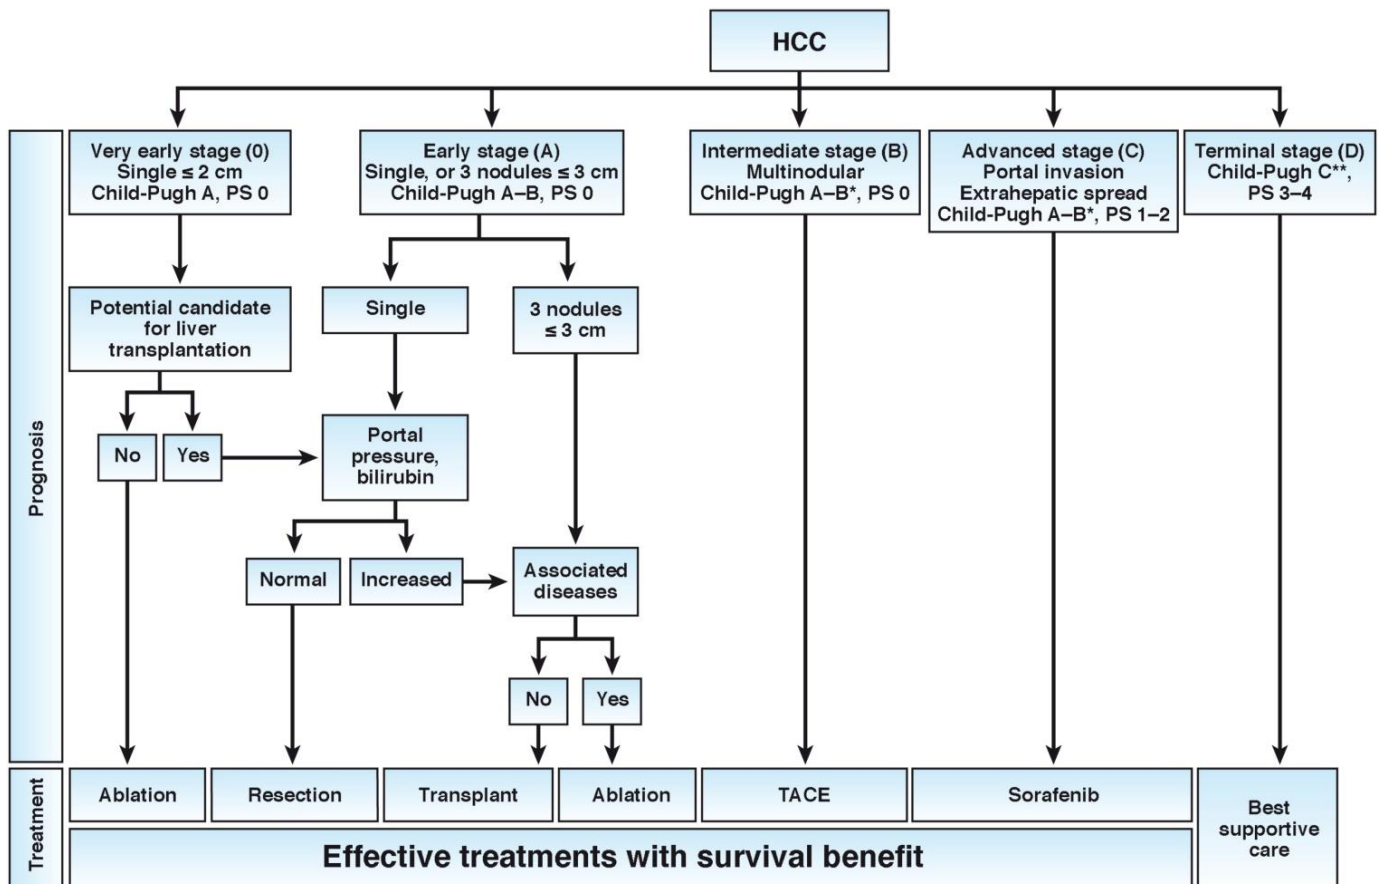 HCC
Prognosis
Very early stage (0)
Single ≤ 2 cm
Child-Pugh A, PS 0
Early stage (A)
Single, or 3 nodules ≤ 3 cm
Child-Pugh A–B, PS 0
Intermediate stage (B)
Multinodular
Child-Pugh A–B*, PS 0
Advanced stage (C)
Portal invasion
Extrahepatic spread
Child-Pugh A–B*, PS 1–2
Terminal stage (D)
Child-Pugh C**,
PS 3–4
Potential candidate
for liver
transplantation
Single
3 nodules
≤ 3 cm
No
Yes
Portal
pressure,
bilirubin
Normal
Increased
Associated
diseases
No
Yes
Treatment
Ablation
Resection
Transplant
Ablation
TACE
Sorafenib
Best
supportive
care
Effective treatments with survival benefit